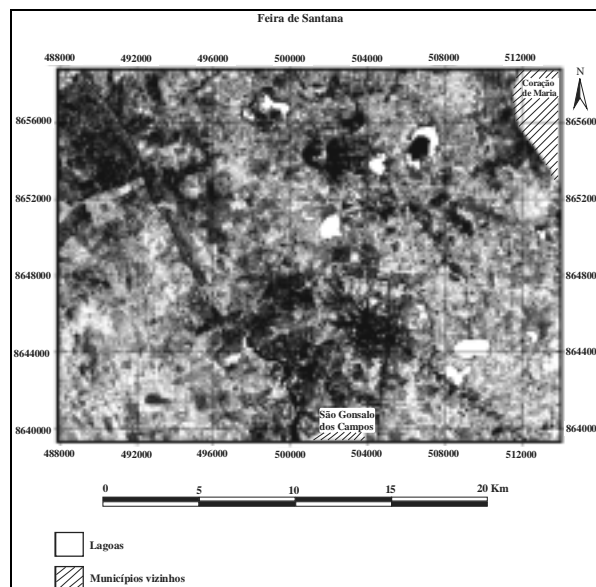 Feira de Santana
488000 492000 496000 500000 504000 508000 512000
N
Coração
de Maria
8656000 8656000
8652000 8652000
8648000 8648000
8644000 8644000
8640000 8640000
São Gonsalo
dos Campos
488000 492000 496000 500000 504000 508000 512000
0 5 10 15 20 Km
Lagoas
Municípios vizinhos